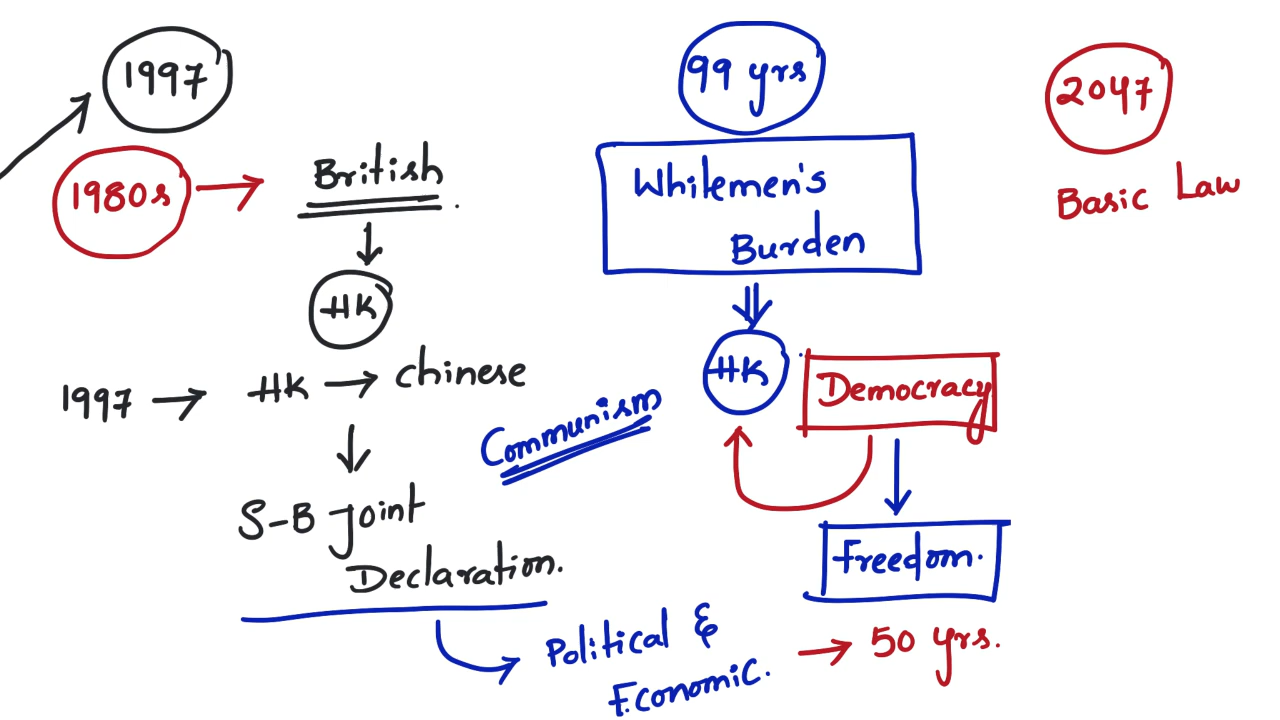 1997
1980s
British
HK
1997 → HK → Chinese
S-B Joint
Declaration.
Political &
Economic. → 50 yrs.
99 yrs
Whitemen's
Burden
HK
Democracy
Communism
freedom.
2047
Basic Law